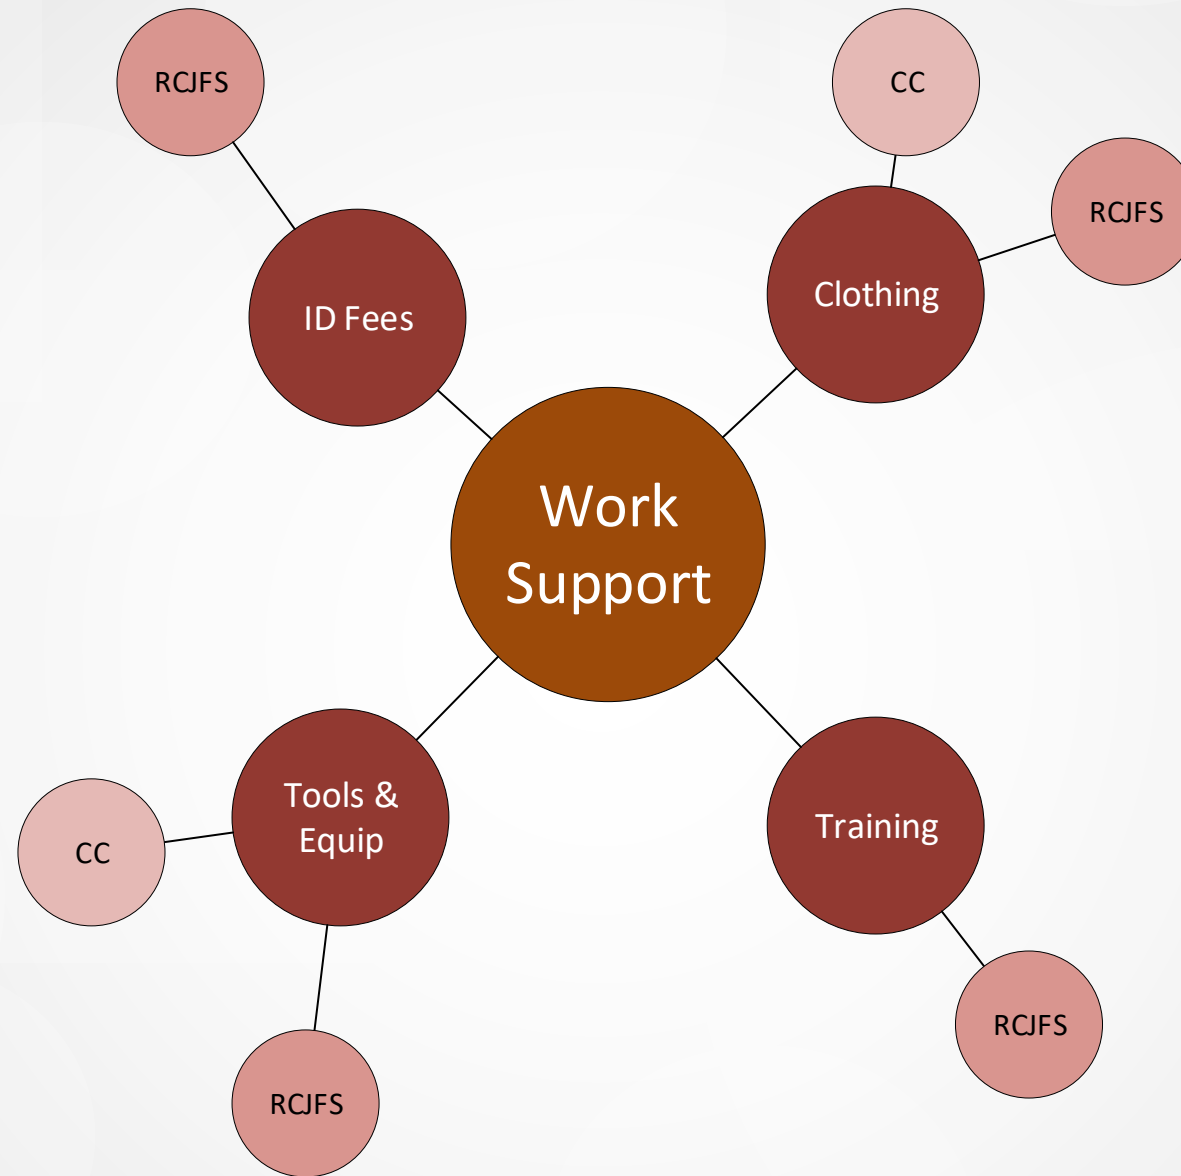 RCJFS
CC
RCJFS
ID Fees
Clothing
Work
Support
Tools &
Equip
Training
CC
RCJFS
RCJFS